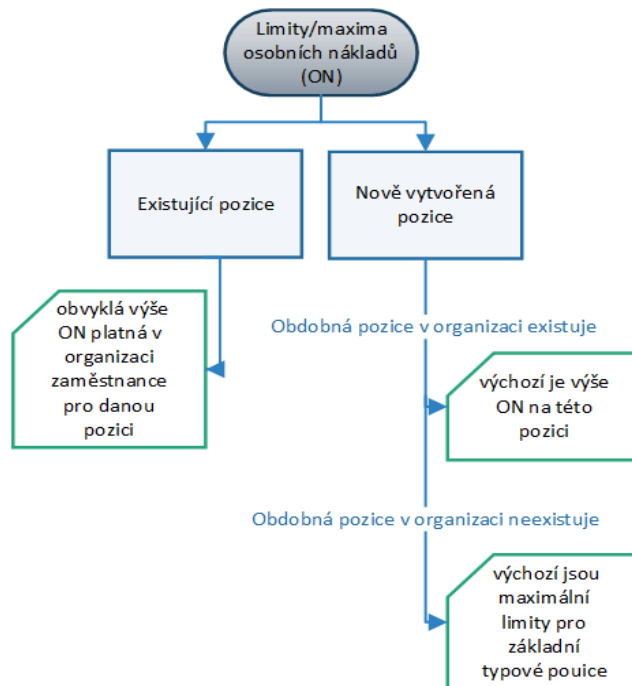 Limity/maxima
osobních nákladů
(ON)
Existující pozice
Nově vytvořená
pozice
obvyklá výše
ON platná v
organizaci
zaměstnance
pro danou
pozici
Obdobná pozice v organizaci existuje
výchozí je výše
ON na této
pozici
Obdobná pozice v organizaci neexistuje
výchozí jsou
maximální
limity pro
základní
typové pouice